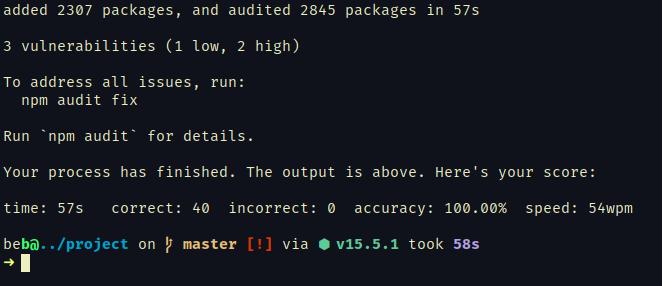 added 2307 packages, and audited 2845 packages in 57s
3 vulnerabilities (1 low, 2 high)
To address all issues, run:
npm audit fix
Run `npm audit` for details.
Your process has finished. The output is above. Here's your score:
time: 57s correct: 40 incorrect: 0 accuracy: 100.00% speed: 54wpm
beb@../project on master [!] via ⬢ v15.5.1 took 58s
➜